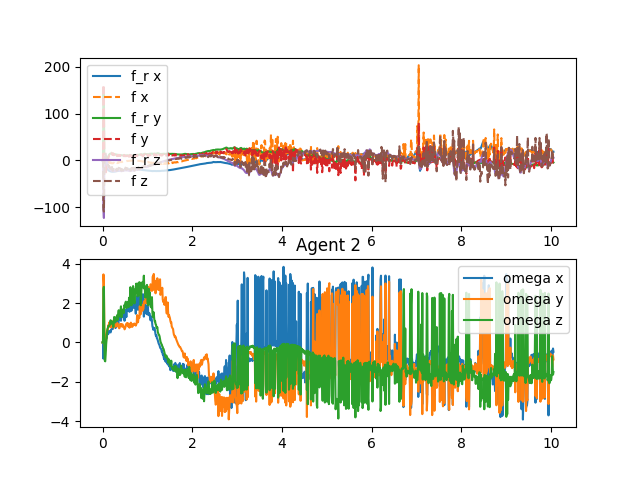 200
100
0
−100
f_r x
f x
f_r y
f y
f_r z
f z
0 2 4 6 8 10
Agent 2
4
2
0
−2
−4
omega x
omega y
omega z
0 2 4 6 8 10